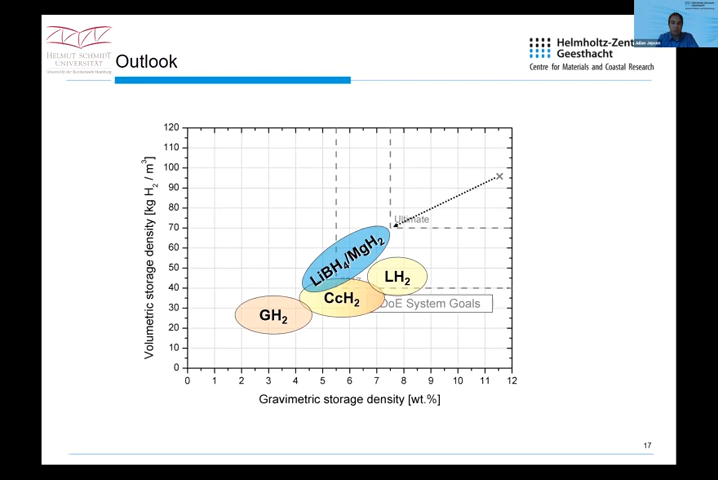 HELMUT SCHMIDT
UNIVERSITÄT
Universität der Bundeswehr Hamburg
Outlook
Geesthacht
Centre for Materials and Coastal Research
120
110
100
90
80
70
60
50
40
30
20
10
0
Volumetric storage density [kg H2 / m³]
Ultimate
LiBH4/MgH2
LH2
CcH2
DoE System Goals
GH2
0 1 2 3 4 5 6 7 8 9 10 11 12
Gravimetric storage density [wt.%]
17